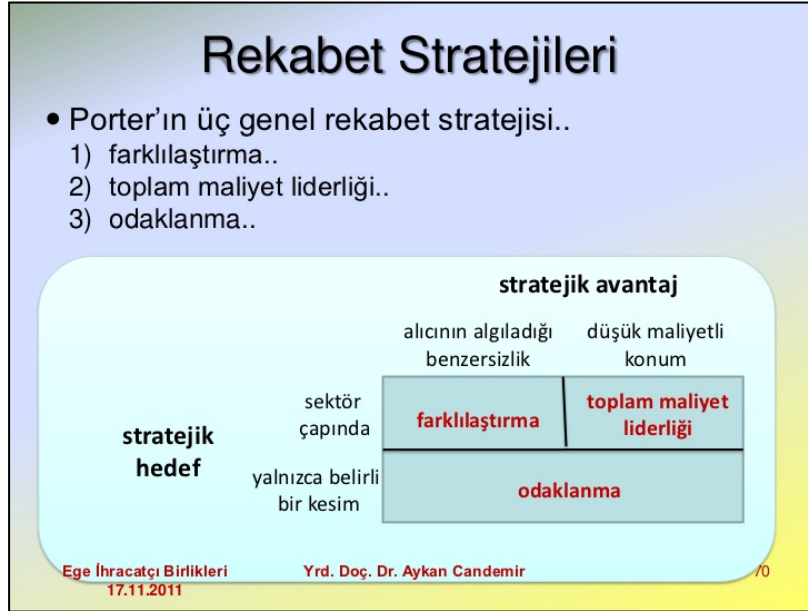 Rekabet Stratejileri
• Porter’ın üç genel rekabet stratejisi..
1) farklılaştırma..
2) toplam maliyet liderliği..
3) odaklanma..
stratejik avantaj
alıcının algıladığı
benzersizlik
düşük maliyetli
konum
stratejik
hedef
sektör
çapında
farklılaştırma
toplam maliyet
liderliği
yalnızca belirli
bir kesim
odaklanma
Ege İhracatçı Birlikleri
17.11.2011
Yrd. Doç. Dr. Aykan Candemir
70